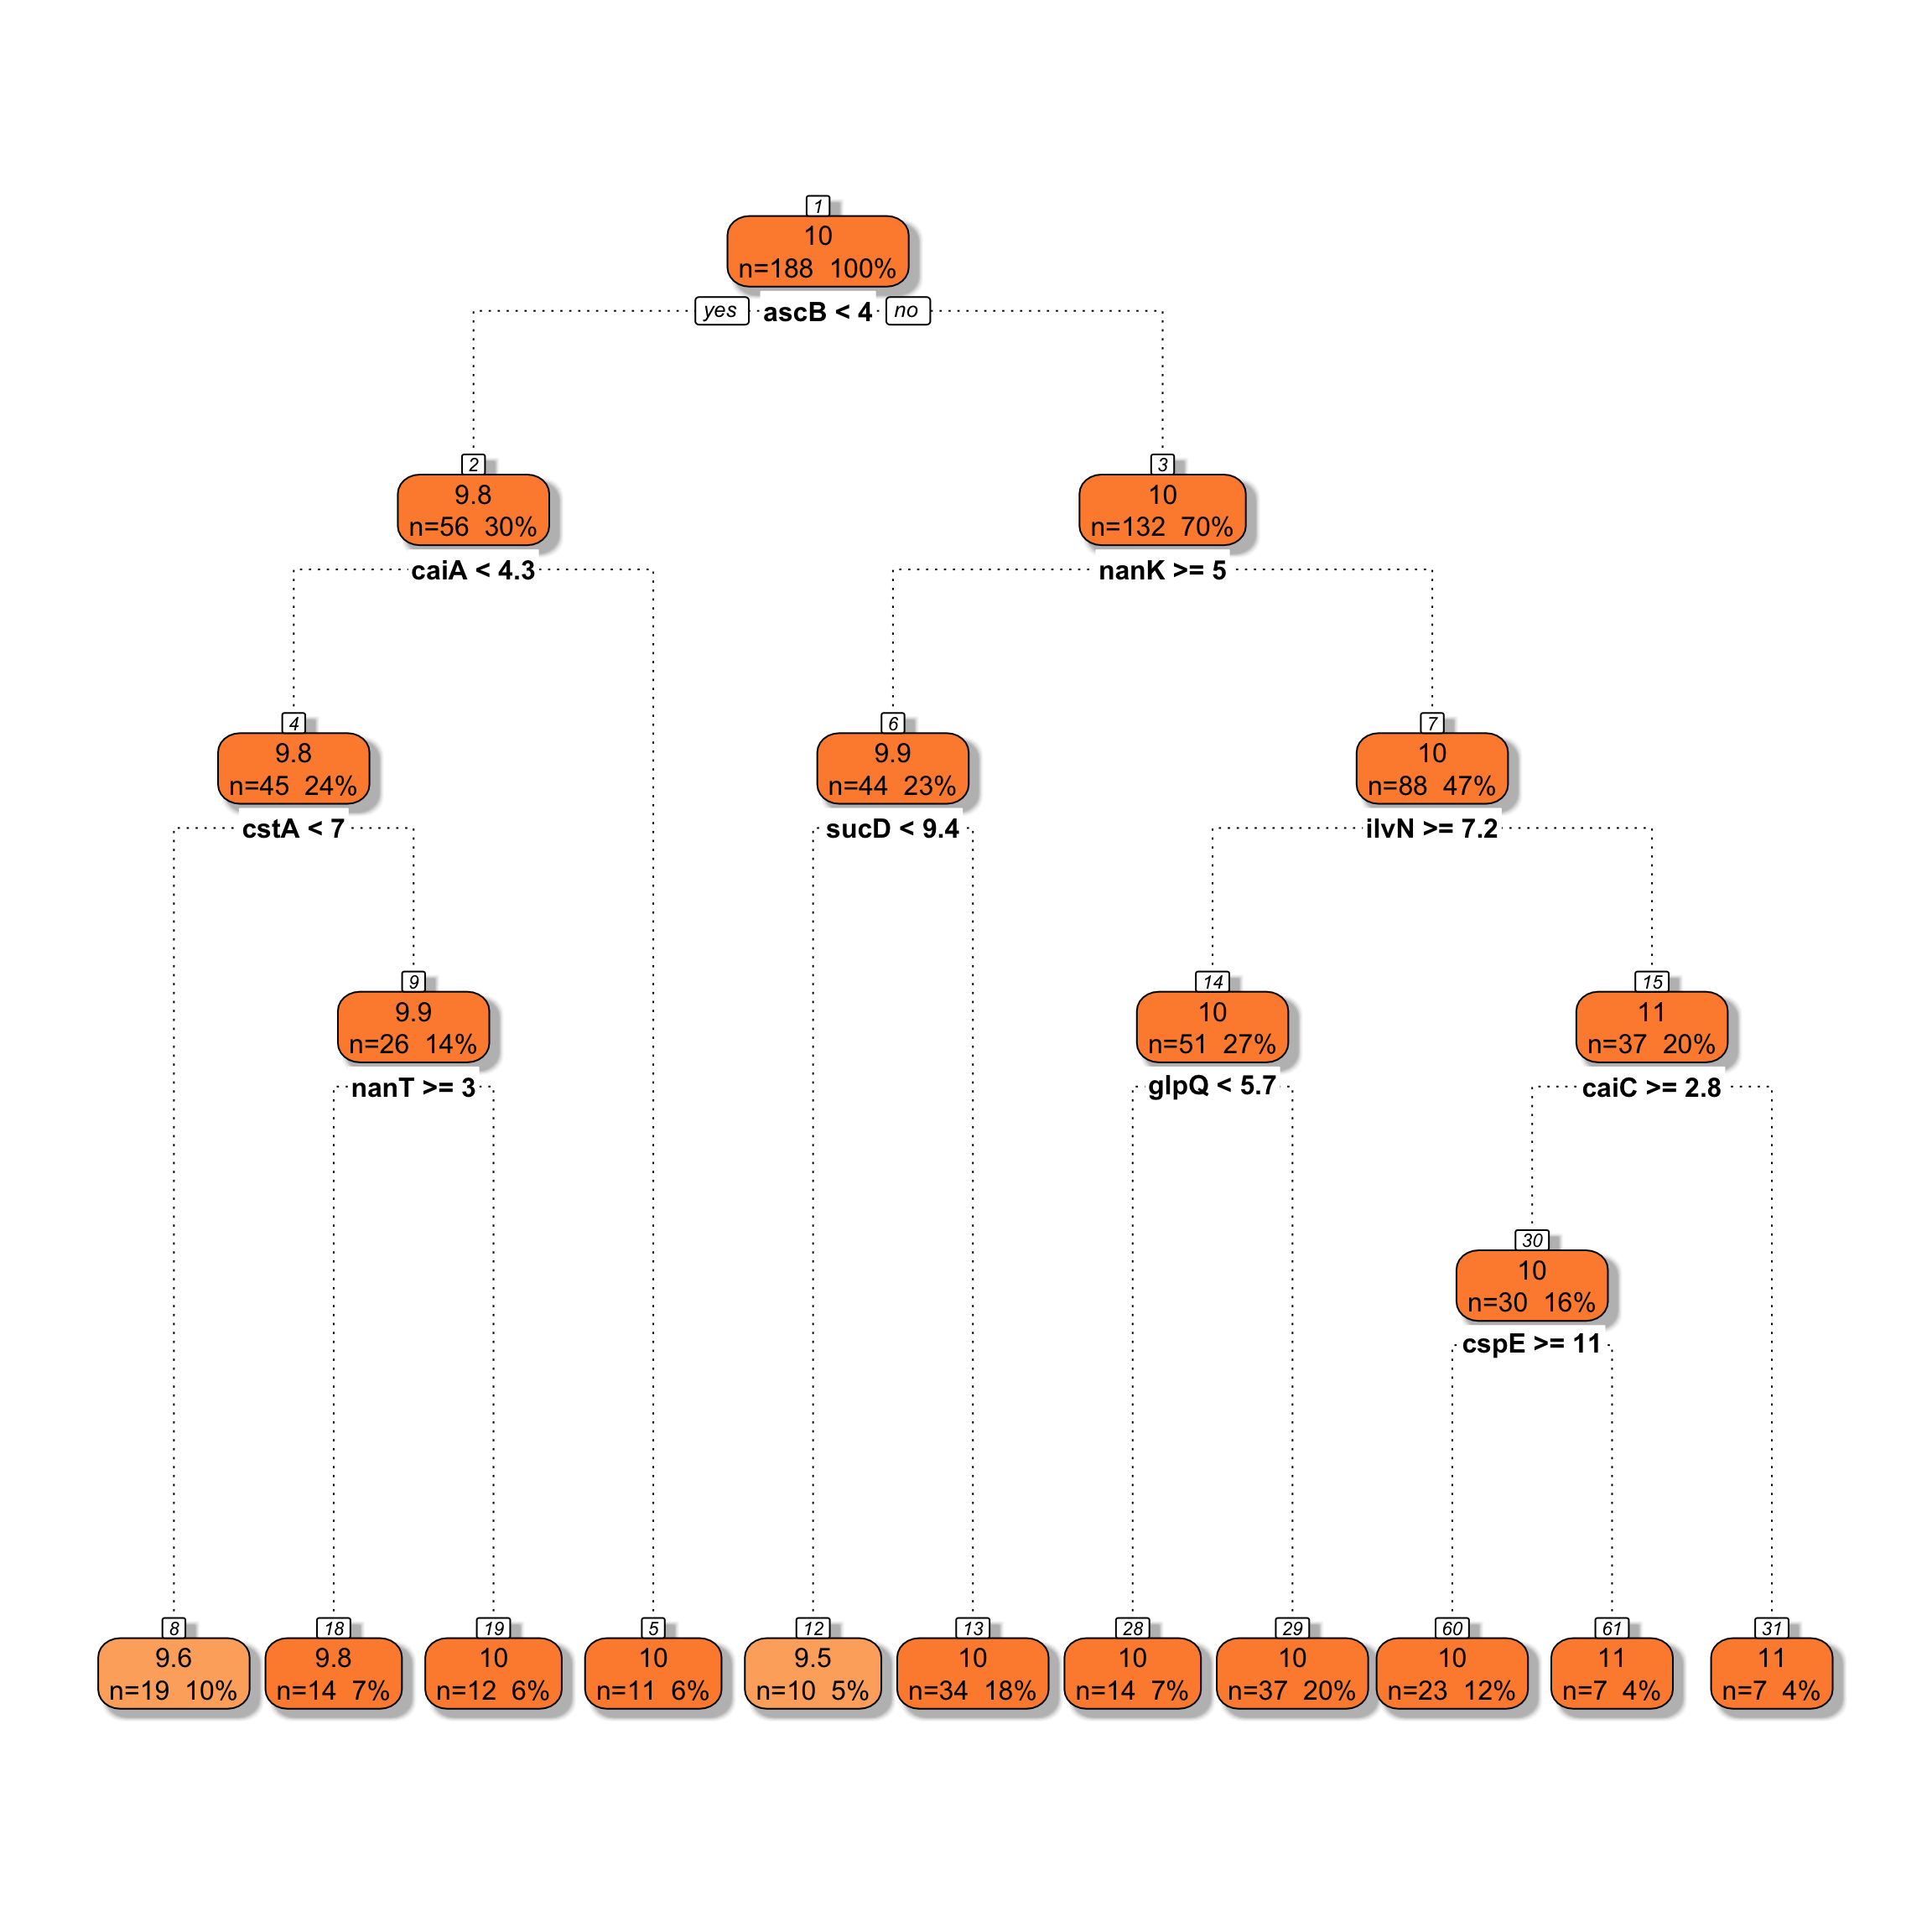 1
10
n=188 100%
yes ascB < 4 no
2
9.8
n=56 30%
caiA < 4.3
3
10
n=132 70%
nanK >= 5
4
9.8
n=45 24%
cstA < 7
6
9.9
n=44 23%
sucD < 9.4
7
10
n=88 47%
ilvN >= 7.2
9
9.9
n=26 14%
nanT >= 3
14
10
n=51 27%
glpQ < 5.7
15
11
n=37 20%
caiC >= 2.8
30
10
n=30 16%
cspE >= 11
8
9.6
n=19 10%
18
9.8
n=14 7%
19
10
n=12 6%
5
10
n=11 6%
12
9.5
n=10 5%
13
10
n=34 18%
28
10
n=14 7%
29
10
n=37 20%
60
10
n=23 12%
61
11
n=7 4%
31
11
n=7 4%